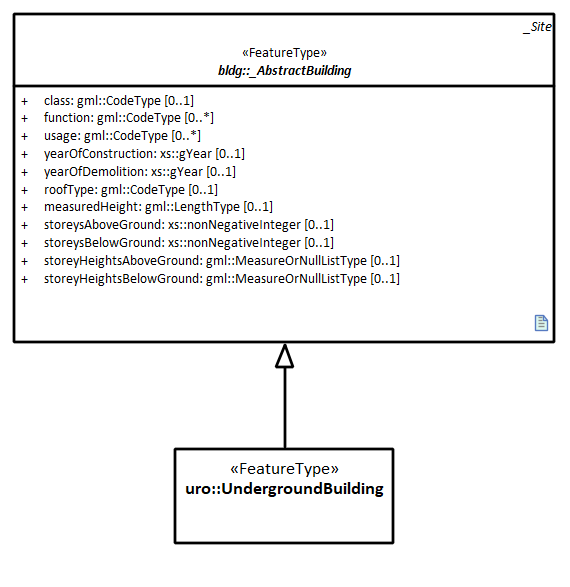 _Site
«FeatureType»
bldg::_AbstractBuilding
+ class: gml::CodeType [0..1]
+ function: gml::CodeType [0..*]
+ usage: gml::CodeType [0..*]
+ yearOfConstruction: xs::gYear [0..1]
+ yearOfDemolition: xs::gYear [0..1]
+ roofType: gml::CodeType [0..1]
+ measuredHeight: gml::LengthType [0..1]
+ storeysAboveGround: xs::nonNegativeInteger [0..1]
+ storeysBelowGround: xs::nonNegativeInteger [0..1]
+ storeyHeightsAboveGround: gml::MeasureOrNullListType [0..1]
+ storeyHeightsBelowGround: gml::MeasureOrNullListType [0..1]
«FeatureType»
uro::UndergroundBuilding